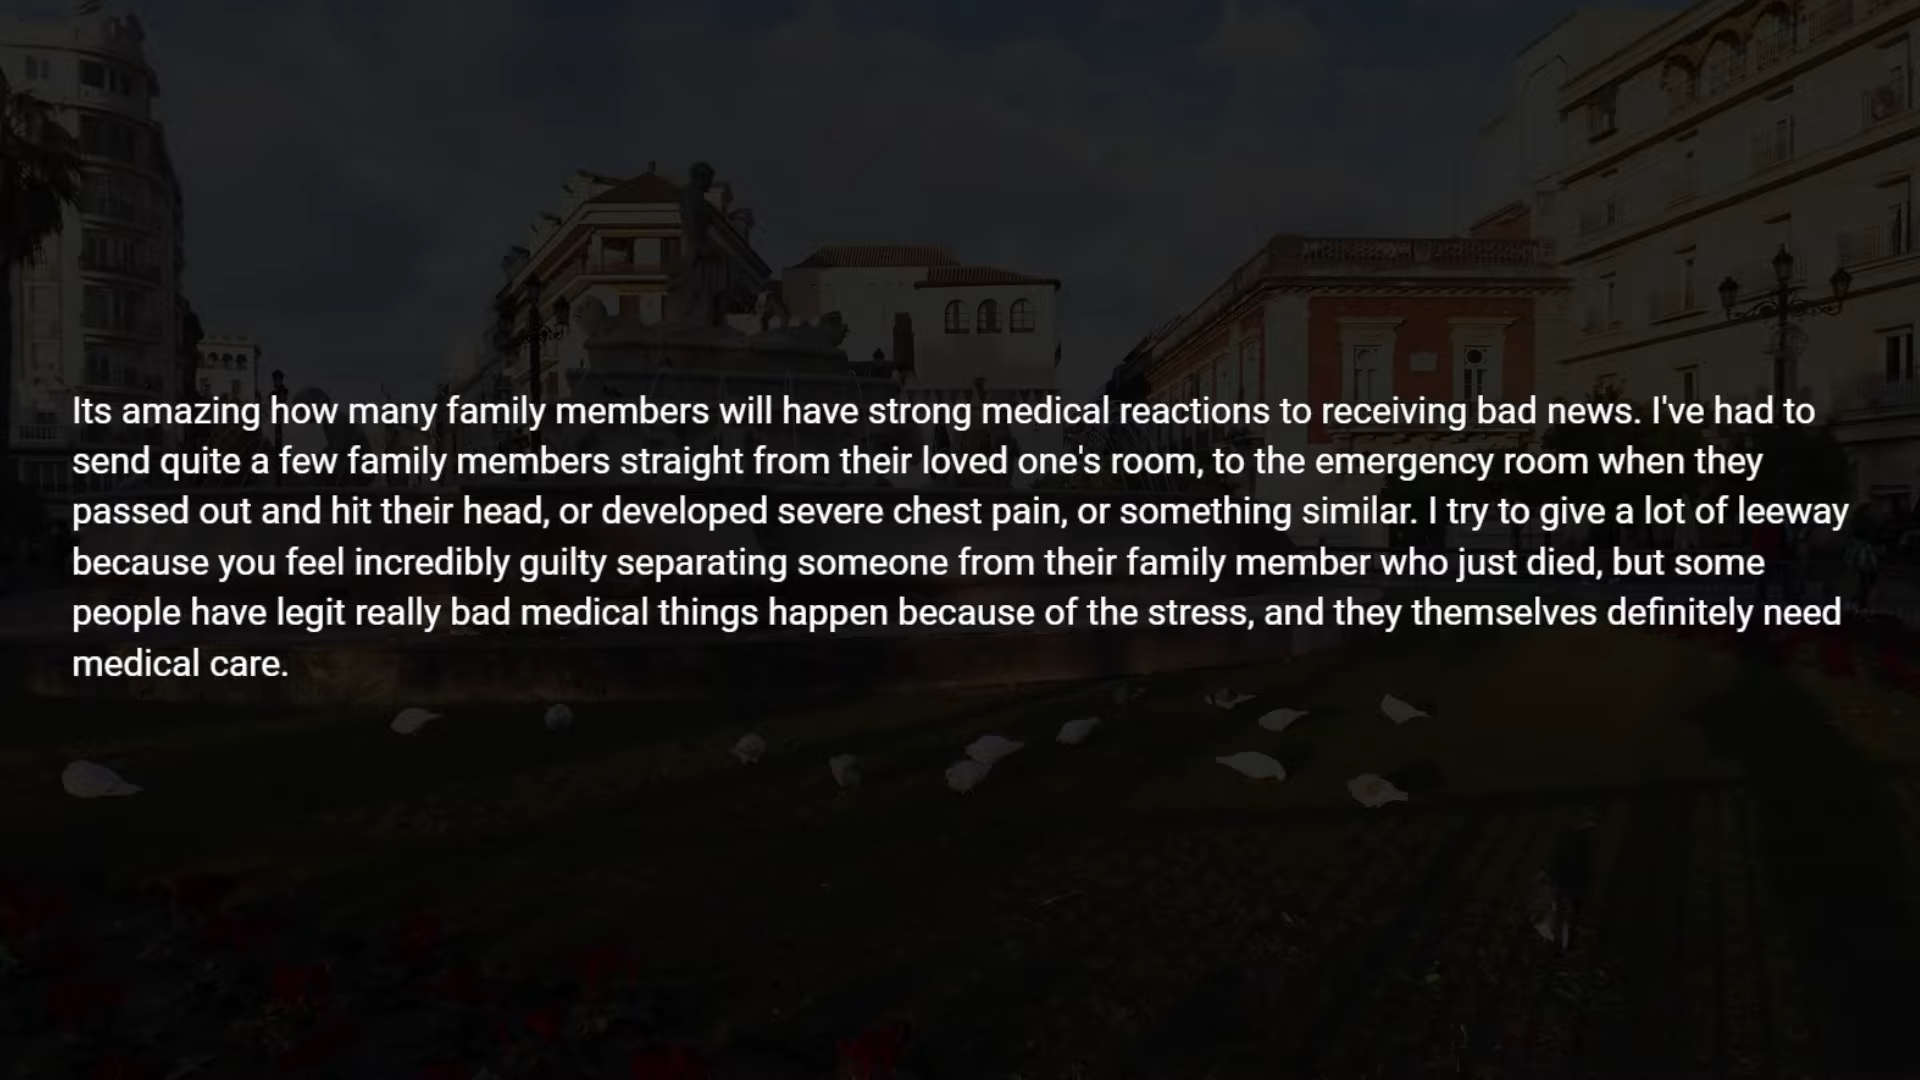 Its amazing how many family members will have strong medical reactions to receiving bad news. I've had to
send quite a few family members straight from their loved one's room, to the emergency room when they
passed out and hit their head, or developed severe chest pain, or something similar. I try to give a lot of leeway
because you feel incredibly guilty separating someone from their family member who just died, but some
people have legit really bad medical things happen because of the stress, and they themselves definitely need
medical care.